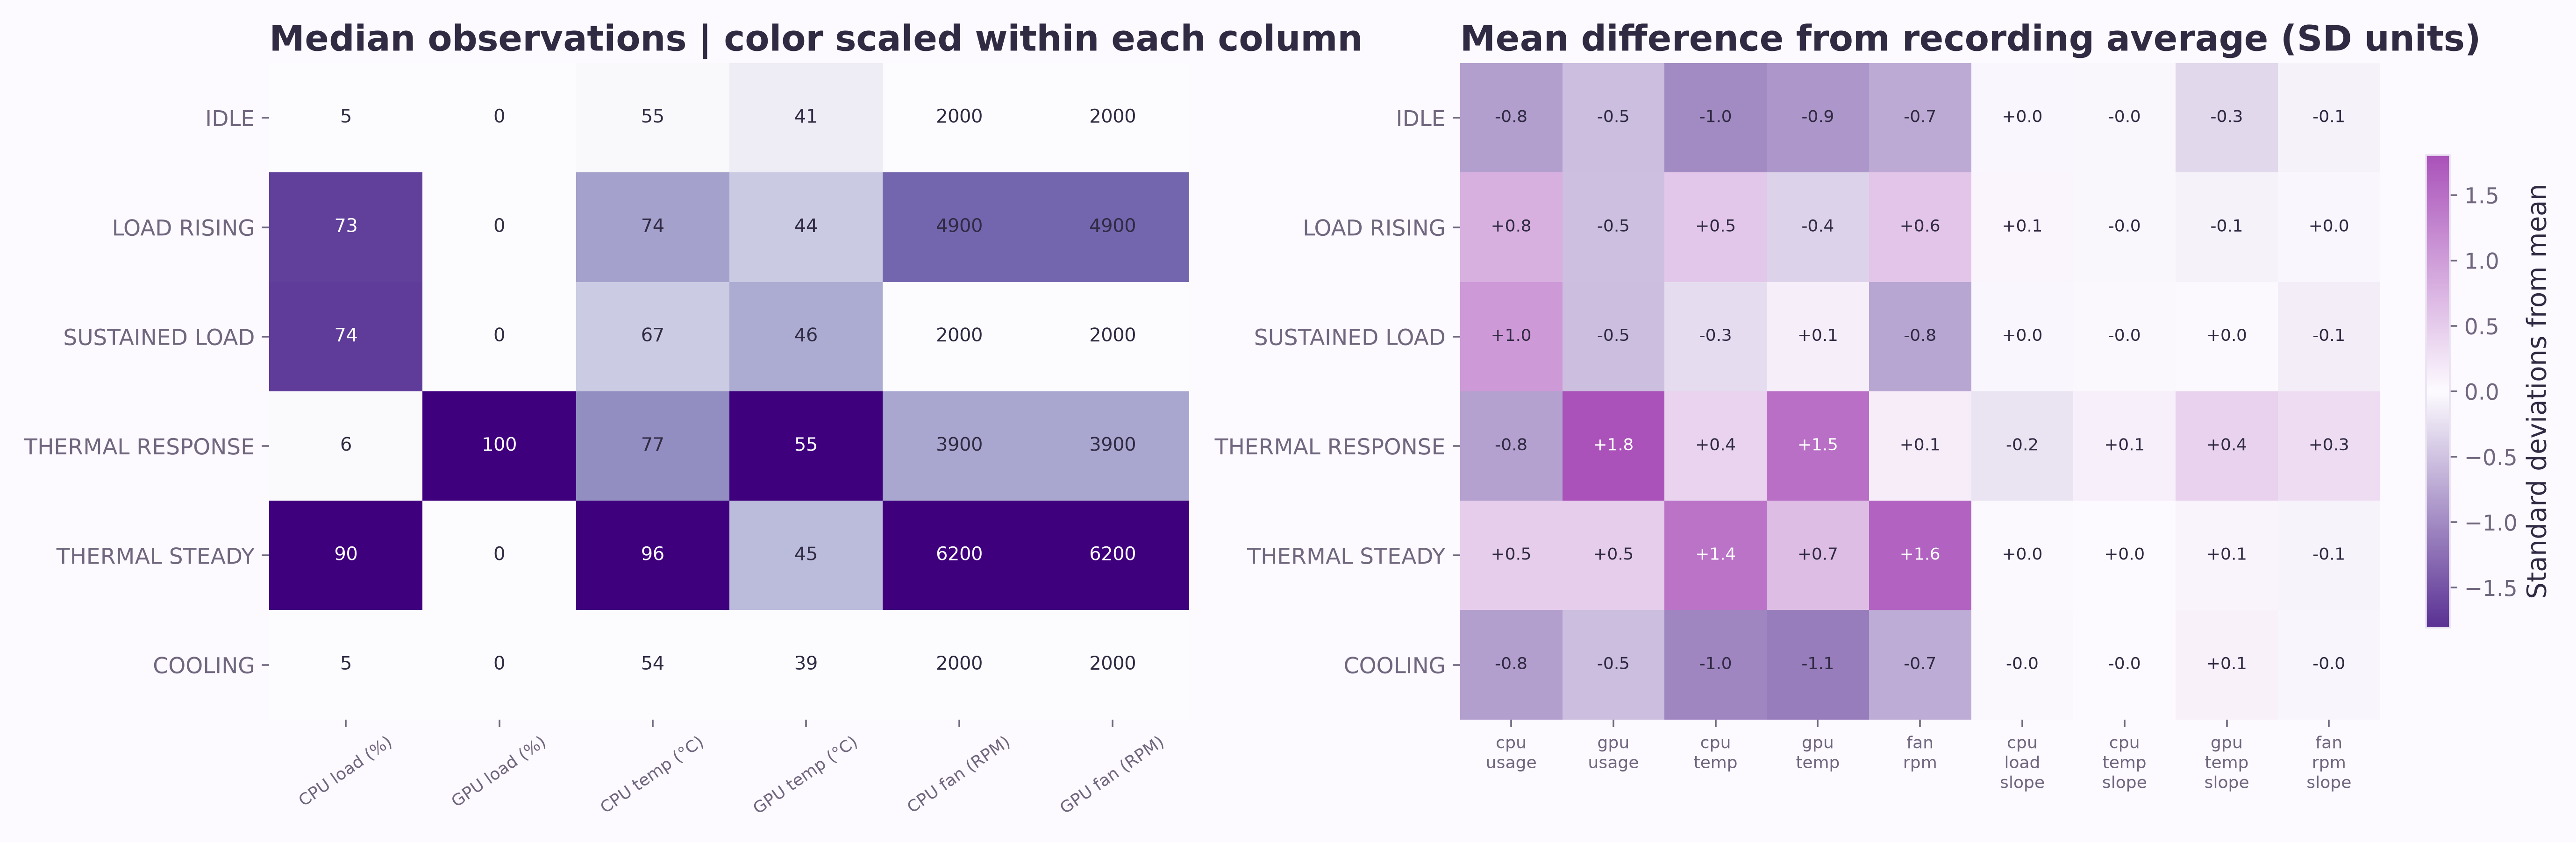 Median observations | color scaled within each column
IDLE 5 0 55 41 2000 2000
LOAD RISING 73 0 74 44 4900 4900
SUSTAINED LOAD 74 0 67 46 2000 2000
THERMAL RESPONSE 6 100 77 55 3900 3900
THERMAL STEADY 90 0 96 45 6200 6200
COOLING 5 0 54 39 2000 2000
CPU load (%) GPU load (%) CPU temp (°C) GPU temp (°C) CPU fan (RPM) GPU fan (RPM)
Mean difference from recording average (SD units)
IDLE -0.8 -0.5 -1.0 -0.9 -0.7 +0.0 -0.0 -0.3 -0.1
LOAD RISING +0.8 -0.5 +0.5 -0.4 +0.6 +0.1 -0.0 -0.1 +0.0
SUSTAINED LOAD +1.0 -0.5 -0.3 +0.1 -0.8 +0.0 -0.0 +0.0 -0.1
THERMAL RESPONSE -0.8 +1.8 +0.4 +1.5 +0.1 -0.2 +0.1 +0.4 +0.3
THERMAL STEADY +0.5 +0.5 +1.4 +0.7 +1.6 +0.0 +0.0 +0.1 -0.1
COOLING -0.8 -0.5 -1.0 -1.1 -0.7 -0.0 -0.0 +0.1 -0.0
cpu gpu cpu gpu fan cpu cpu gpu fan
usage usage temp temp rpm load temp temp rpm
slope slope slope slope
1.5
1.0
0.5
0.0
−0.5
−1.0
−1.5
Standard deviations from mean